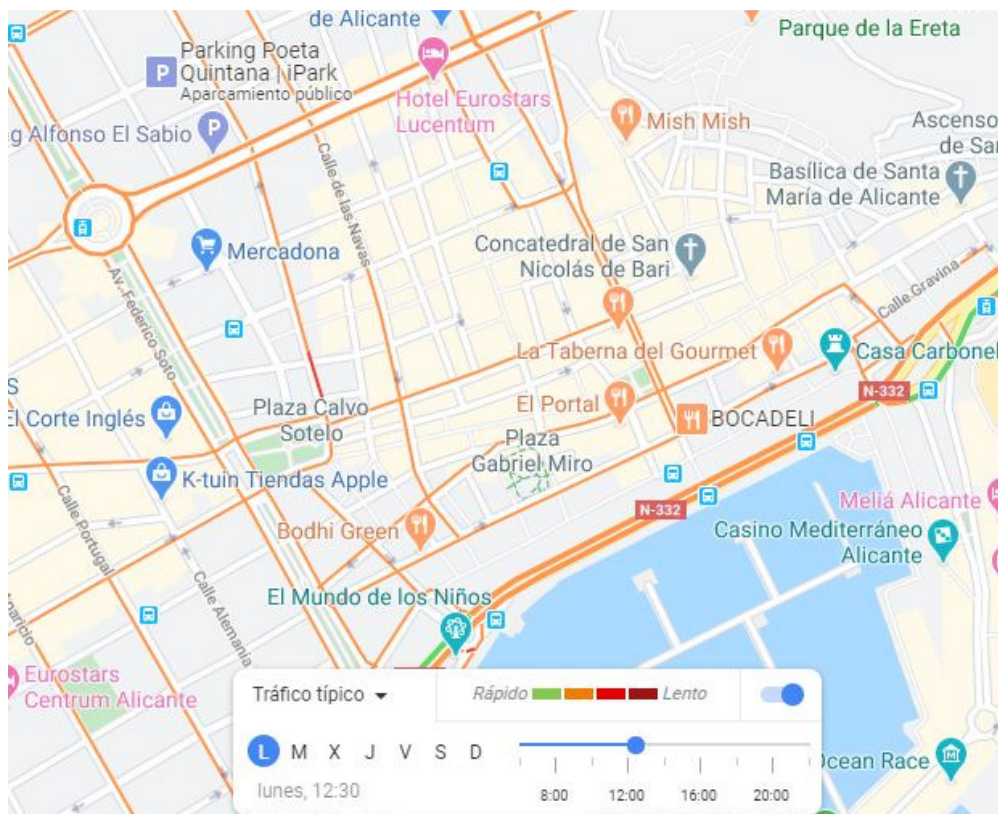 de Alicante
Parque de la Ereta
Parking Poeta
Quintana | iPark
Aparcamiento público
P
Hotel Eurostars
Lucentum
g Alfonso El Sabio
P
Mish Mish
Ascenso
de Sar
Basílica de Santa
María de Alicante
Calle de las Navas
Mercadona
Concatedral de San
Nicolás de Bari
Av. Federico Soto
Calle Gravina
La Taberna del Gourmet
Casa Carbonel
S
El Corte Inglés
Plaza Calvo
Sotelo
El Portal
BOCADELI
N-332
Plaza
Gabriel Miro
K-tuin Tiendas Apple
Calle Portugal
N-332
Meliá Alicante
Bodhi Green
Casino Mediterráneo
Alicante
Calle Alemania
El Mundo de los Niños
Aparicio
Eurostars
Centrum Alicante
Tráfico típico
Rápido
Lento
L M X J V S D
lunes, 12:30
8:00 12:00 16:00 20:00
Ocean Race